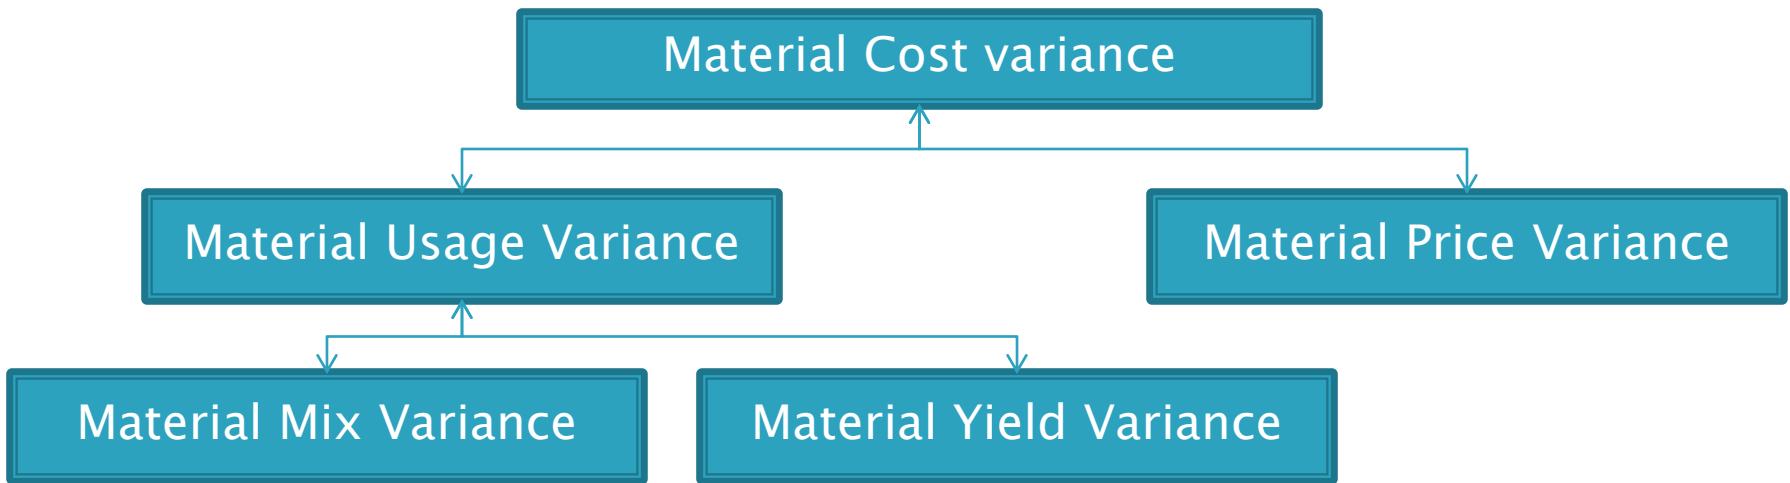 Material Cost variance
Material Usage Variance
Material Price Variance
Material Mix Variance
Material Yield Variance